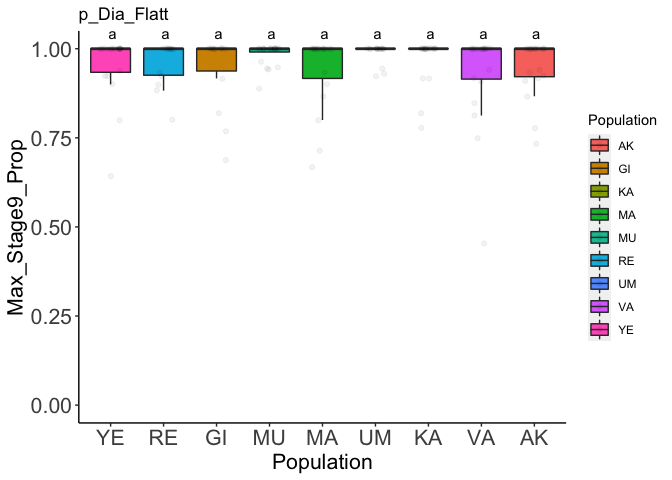 p_Dia_Flatt
a a a a a a a a a
1.00
0.75
0.50
0.25
0.00
Max_Stage9_Prop
YE RE GI MU MA UM KA VA AK
Population
Population
AK
GI
KA
MA
MU
RE
UM
VA
YE